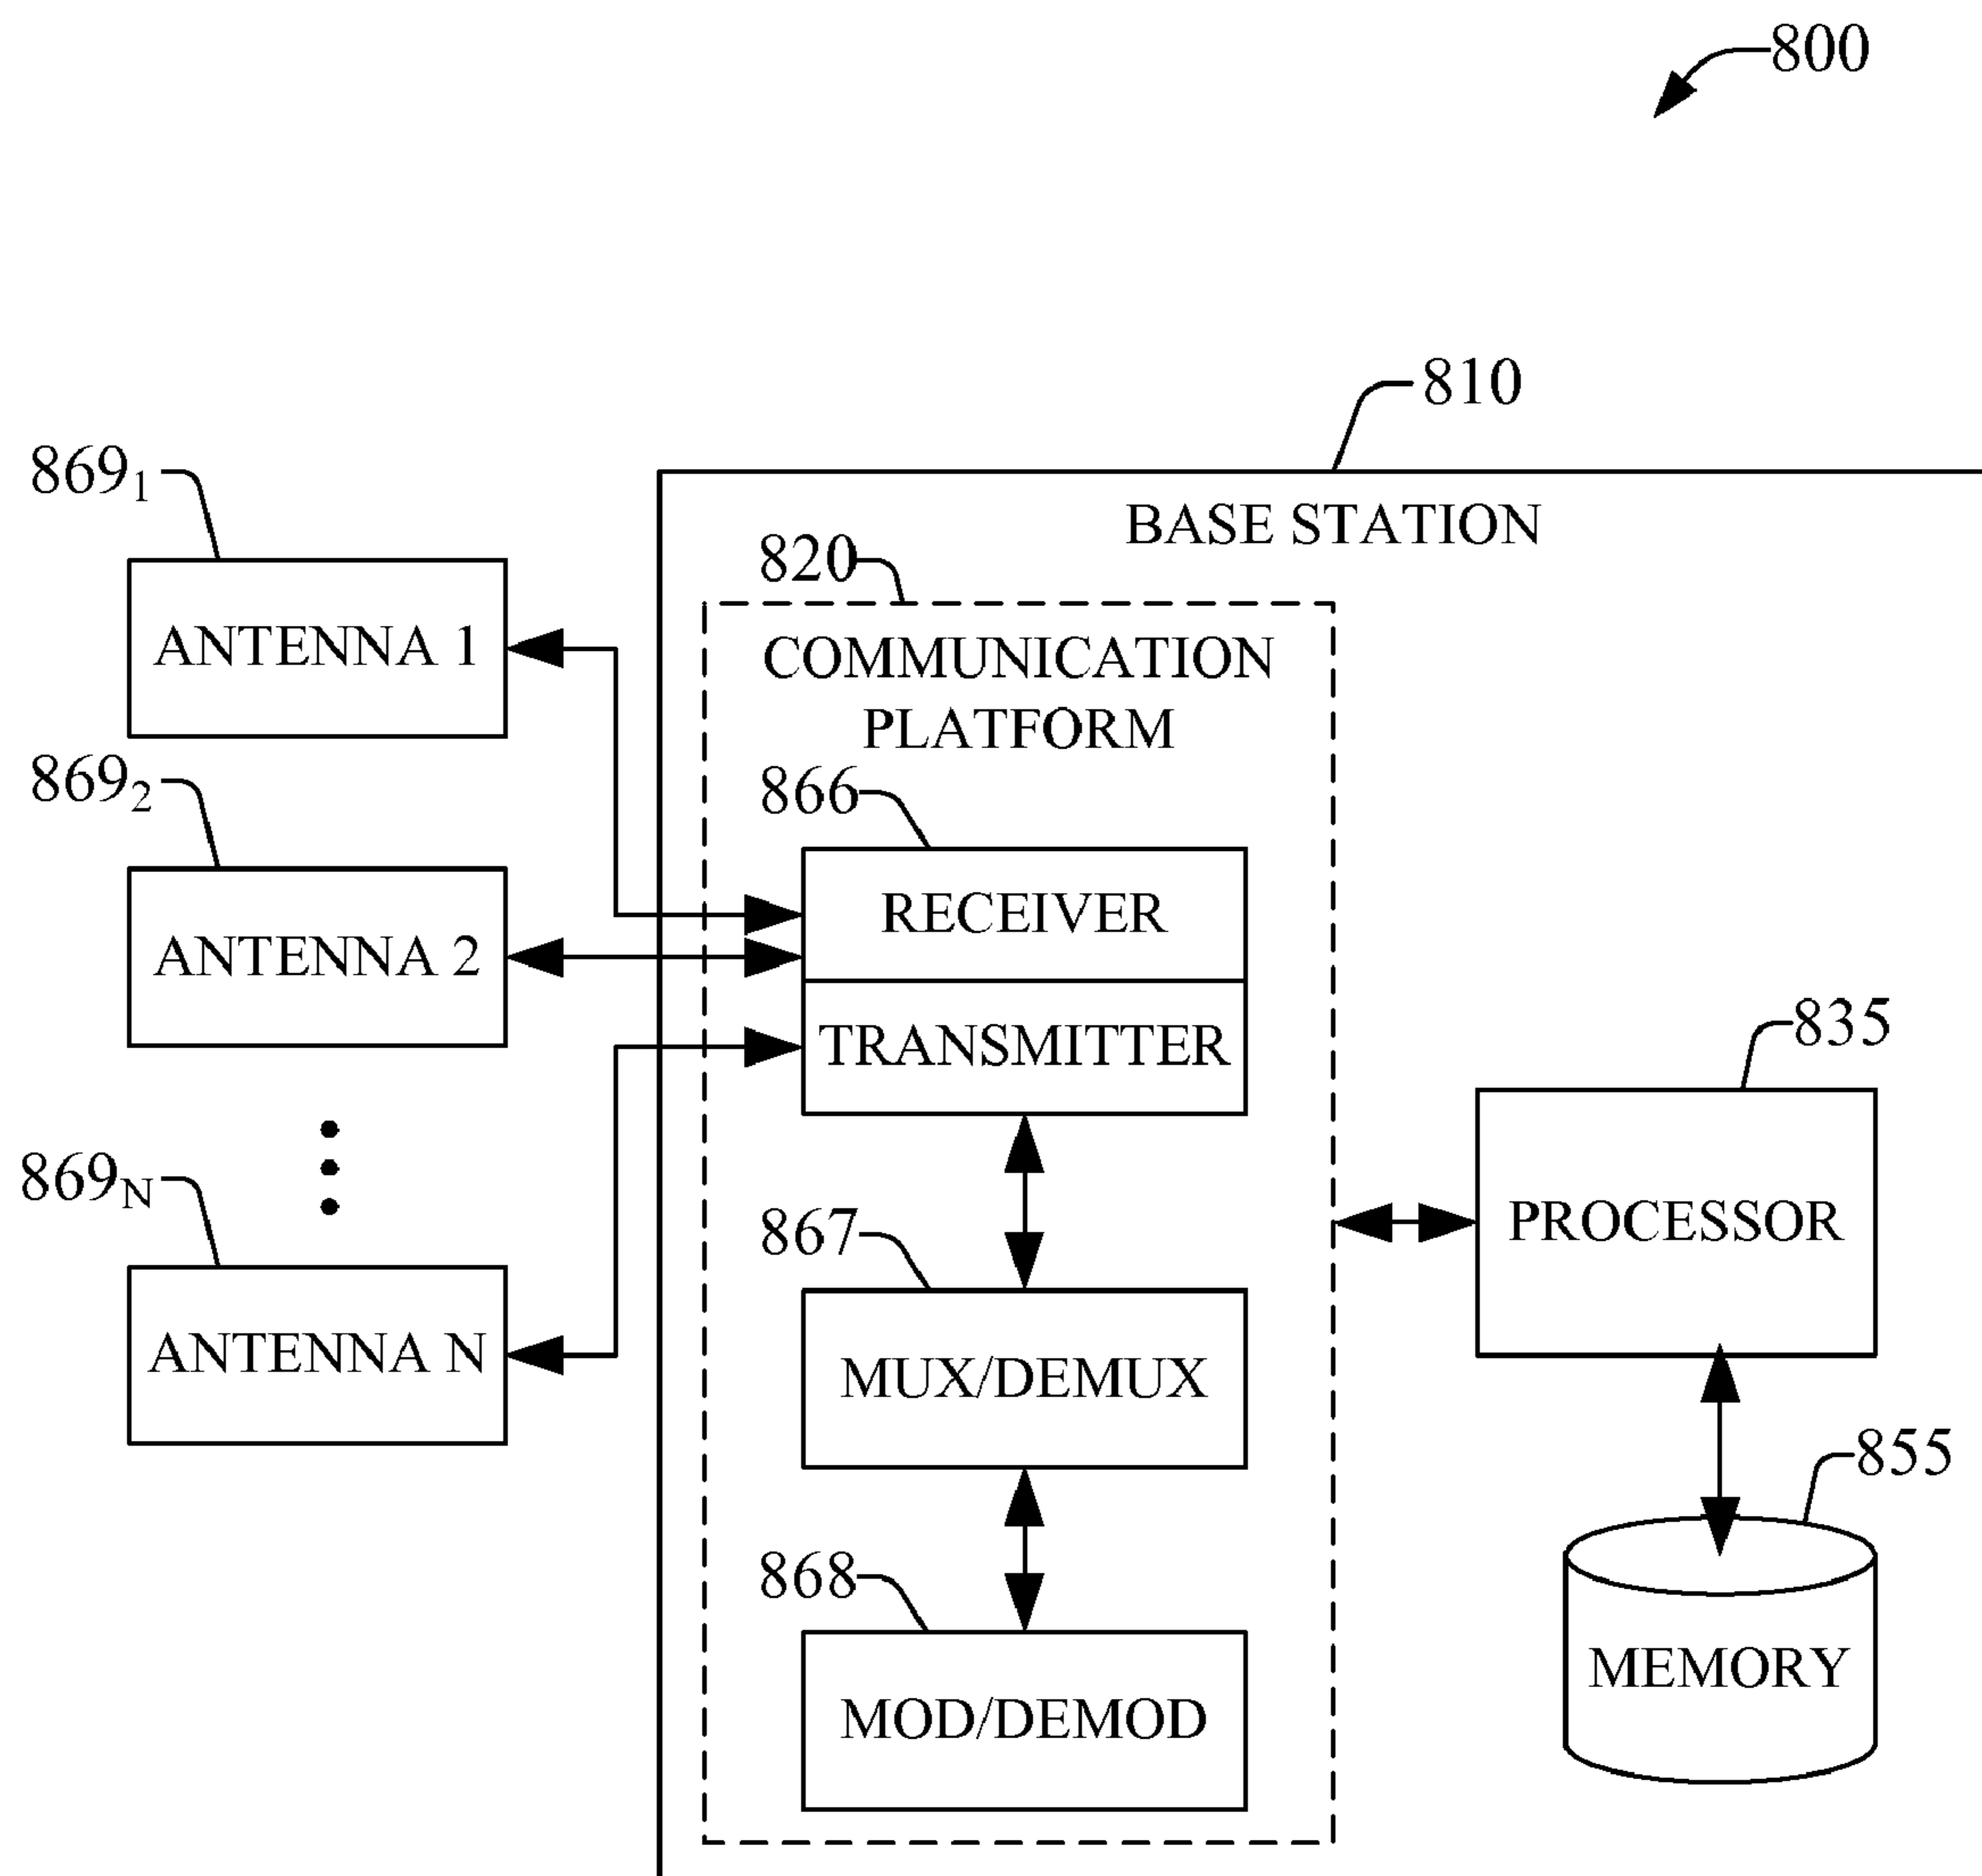 800
810
869₁
BASE STATION
820
ANTENNA 1
COMMUNICATION
PLATFORM
869₂
866
RECEIVER
ANTENNA 2
TRANSMITTER
835
869N
867
PROCESSOR
ANTENNA N
MUX/DEMUX
855
868
MEMORY
MOD/DEMOD